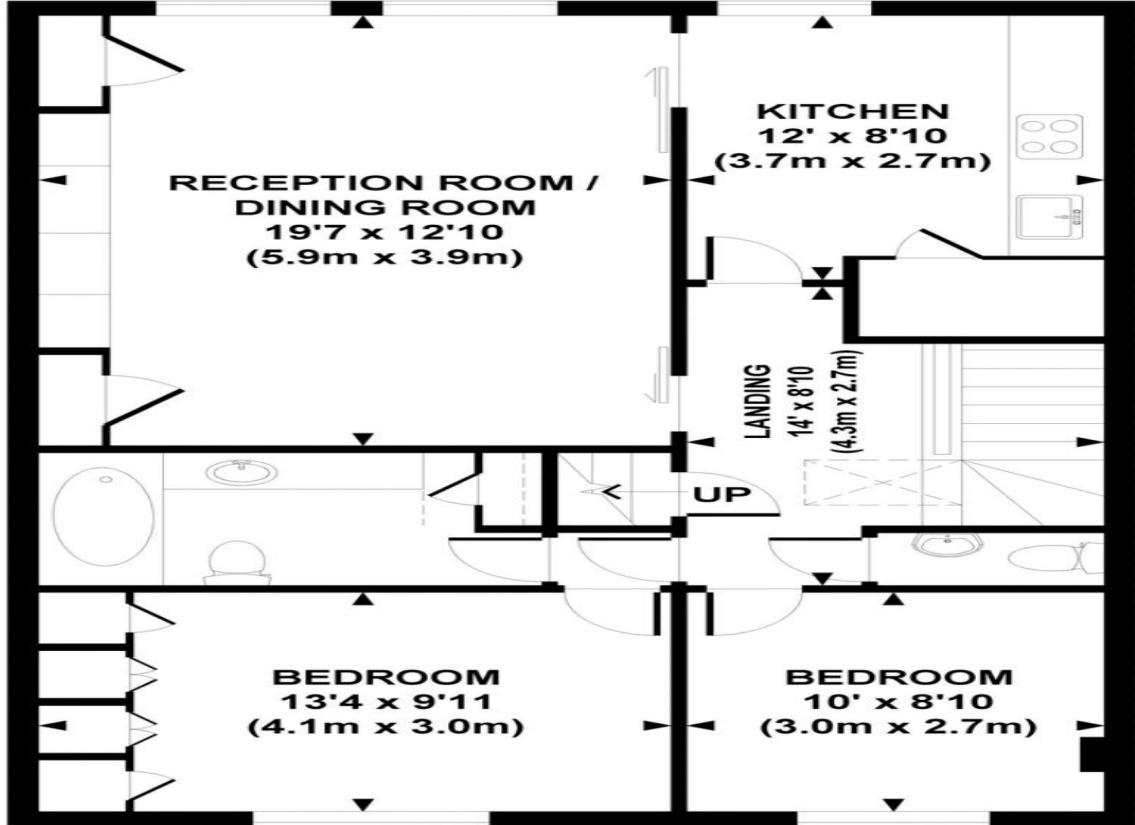 RECEPTION ROOM /
DINING ROOM
19'7 x 12'10
(5.9m x 3.9m)
KITCHEN
12' x 8'10
(3.7m x 2.7m)
LANDING
14' x 8'10
(4.3m x 2.7m)
UP
BEDROOM
13'4 x 9'11
(4.1m x 3.0m)
BEDROOM
10' x 8'10
(3.0m x 2.7m)